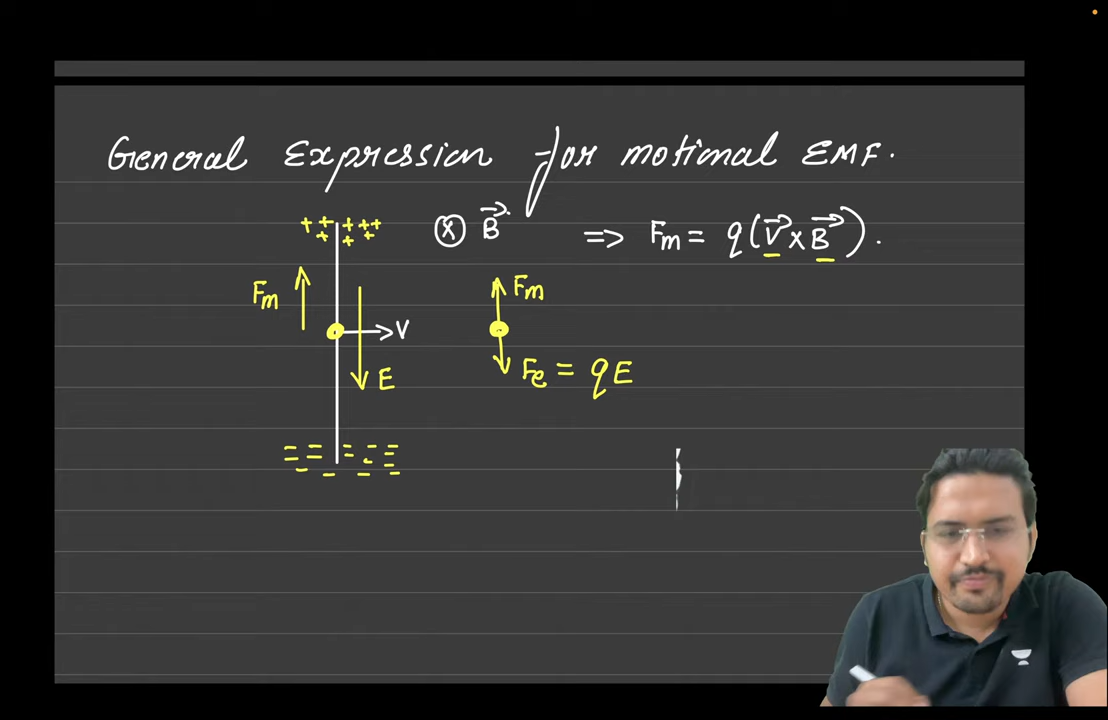 General Expression for motional EMF.
+ + + + + + + +
⊗ B⃗ => Fm = q(V⃗ x B⃗).
Fm Fm
V
E Fe = qE